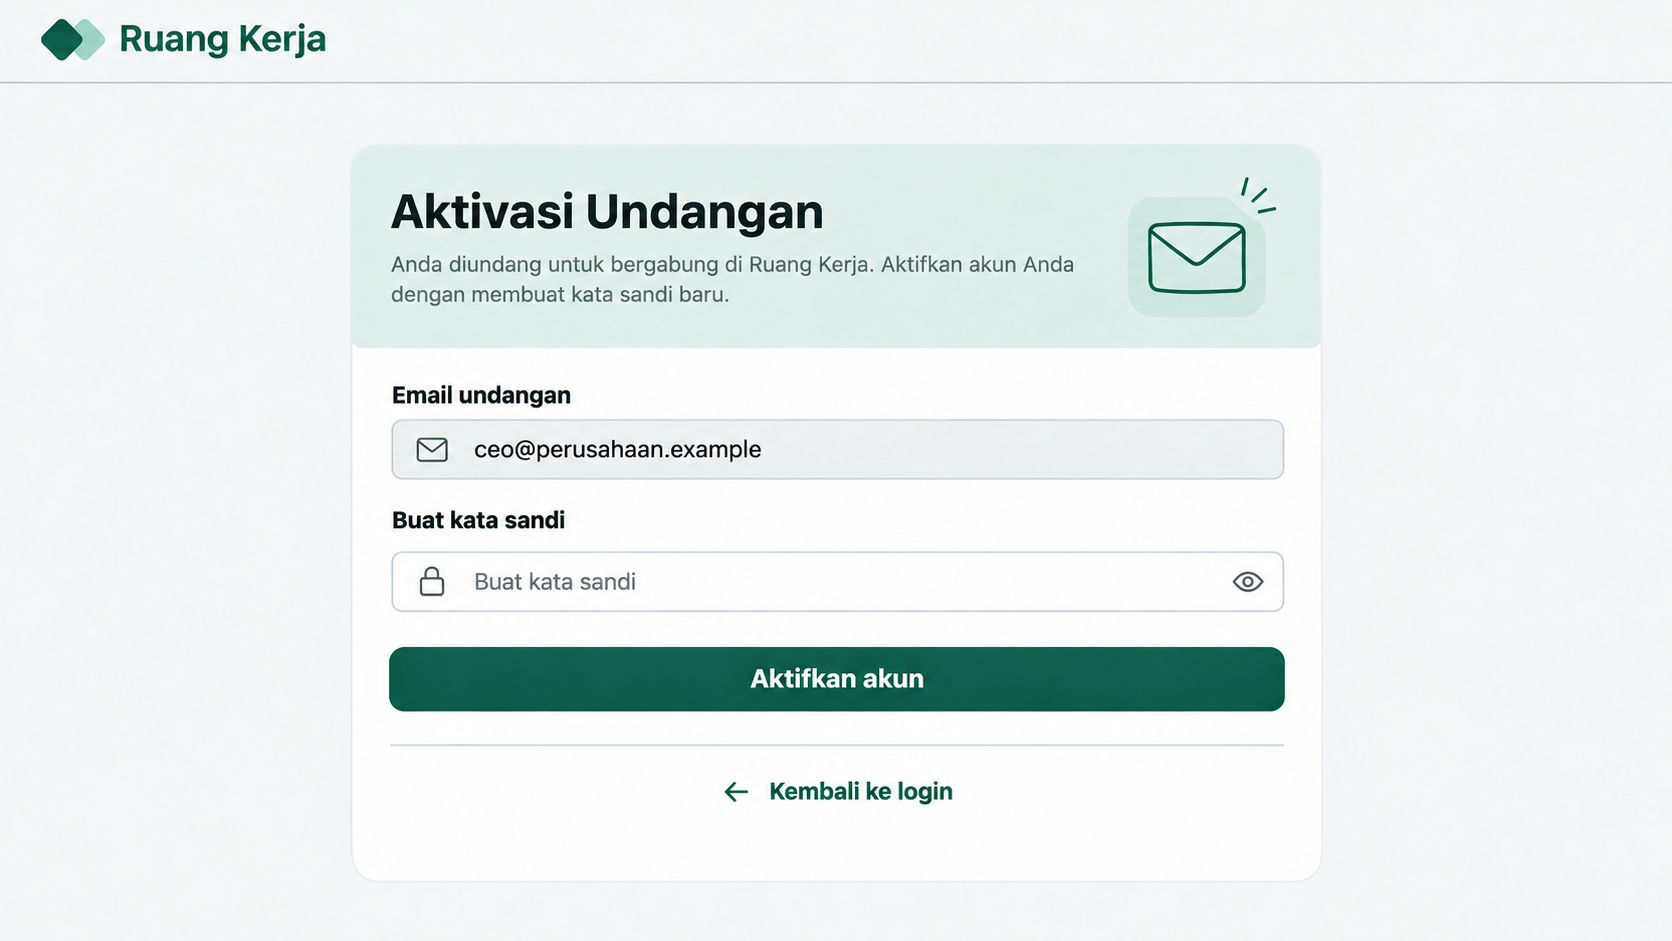 Ruang Kerja
Aktivasi Undangan
Anda diundang untuk bergabung di Ruang Kerja. Aktifkan akun Anda
dengan membuat kata sandi baru.
Email undangan
ceo@perusahaan.example
Buat kata sandi
Buat kata sandi
Aktifkan akun
Kembali ke login